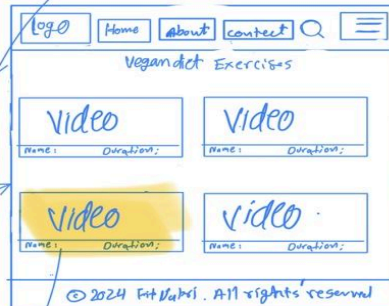 Logo Home About contect
Vegan diet Exercises
Video Video
Name: Duration: Name: Duration:
Video Video
Name: Duration: Name: Duration:
© 2024 FitNutri. All rights reserved